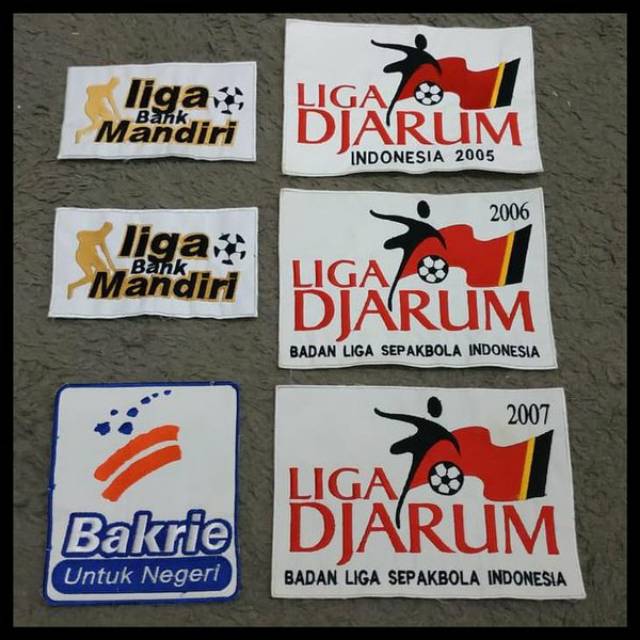 liga
Bank
Mandiri
LIGA
DJARUM
INDONESIA 2005
liga
Bank
Mandiri
2006
LIGA
DJARUM
BADAN LIGA SEPAKBOLA INDONESIA
Bakrie
Untuk Negeri
2007
LIGA
DJARUM
BADAN LIGA SEPAKBOLA INDONESIA